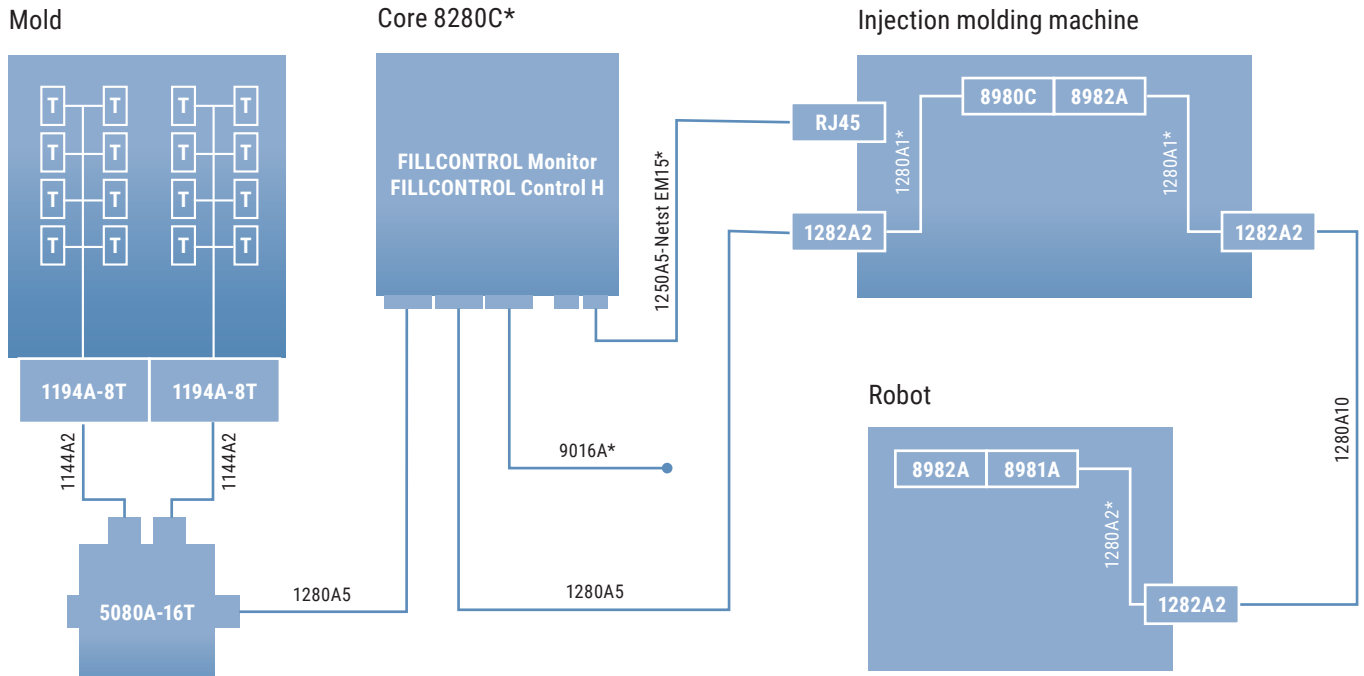 Mold
T T T T
T T T T
T T T T
T T T T
1194A-8T 1194A-8T
1144A2
1144A2
5080A-16T
1280A5
Core 8280C*
FILLCONTROL Monitor
FILLCONTROL Control H
9016A*
1280A5
1250A5-Netst EM15*
Injection molding machine
RJ45
1282A2
1280A1*
8980C 8982A
1280A1*
1282A2
1280A10
Robot
8982A 8981A
1280A2*
1282A2